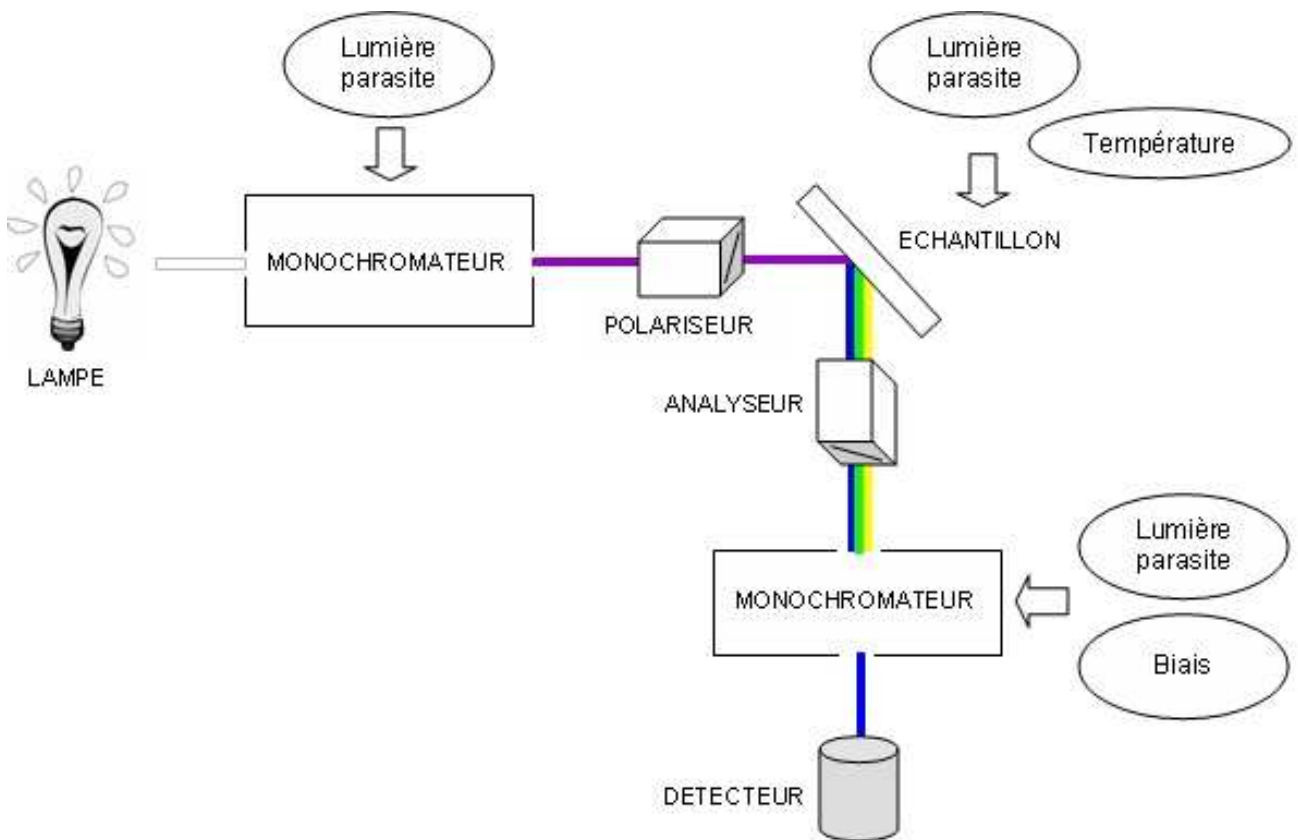 Lumière
parasite
Lumière
parasite
Température
ECHANTILLON
MONOCHROMATEUR
POLARISEUR
LAMPE
ANALYSEUR
Lumière
parasite
MONOCHROMATEUR
Biais
DETECTEUR